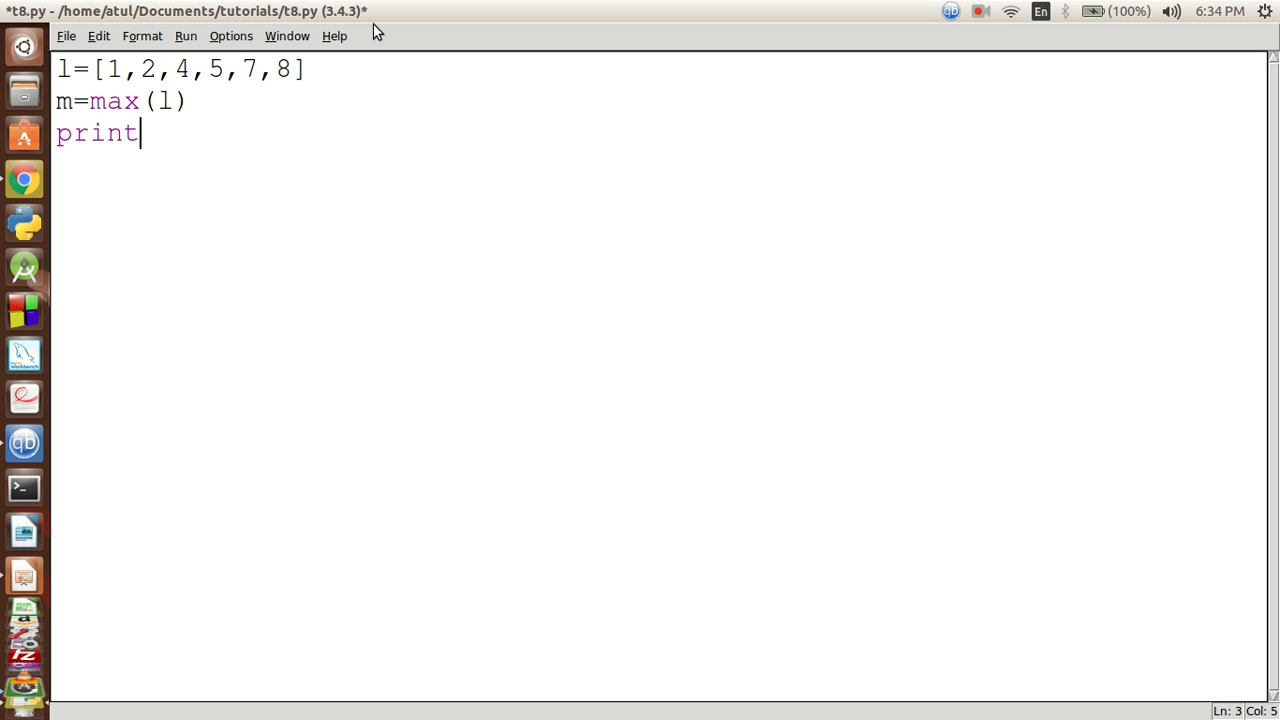 *t8.py - /home/atul/Documents/tutorials/t8.py (3.4.3)*
En (100%) 6:34 PM
File Edit Format Run Options Window Help
l=[1,2,4,5,7,8]
m=max(l)
print
Ln: 3 Col: 5